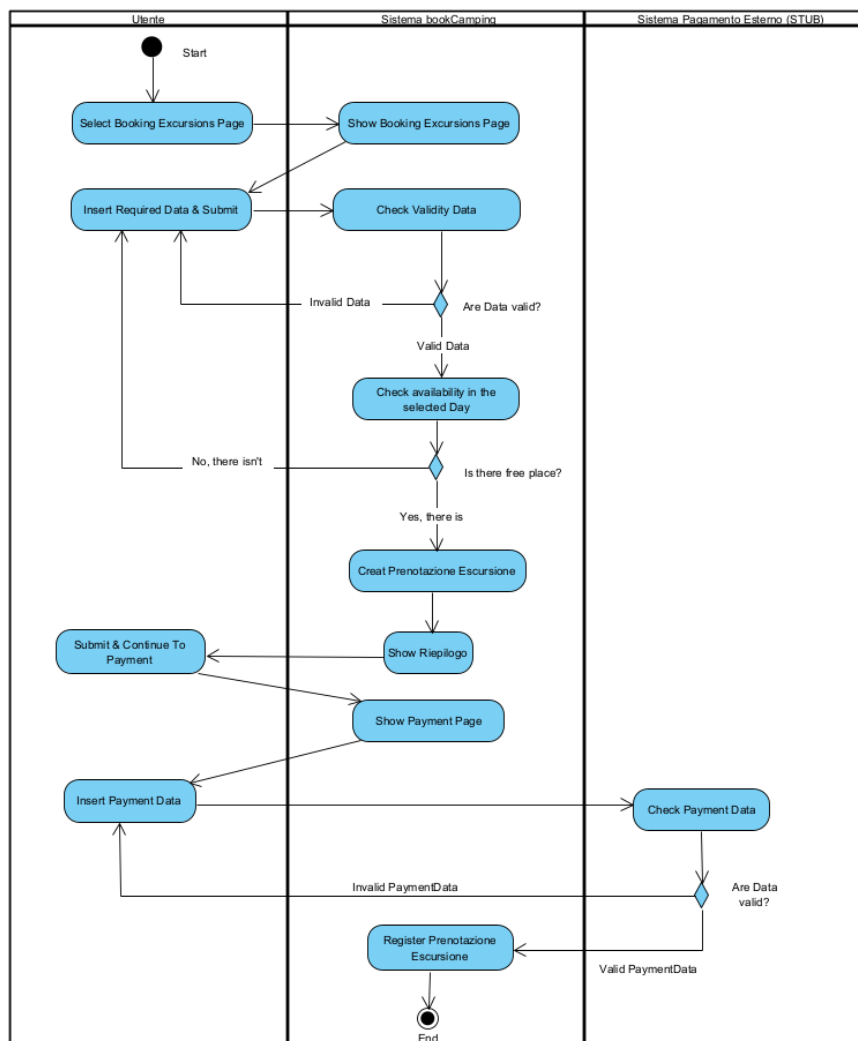 Utente
Sistema bookCamping
Sistema Pagamento Esterno (STUB)
Start
Select Booking Excursions Page
Show Booking Excursions Page
Insert Required Data & Submit
Check Validity Data
Invalid Data
Are Data valid?
Valid Data
Check availability in the
selected Day
No, there isn't
Is there free place?
Yes, there is
Creat Prenotazione Escursione
Submit & Continue To
Payment
Show Riepilogo
Show Payment Page
Insert Payment Data
Check Payment Data
Invalid PaymentData
Are Data
valid?
Register Prenotazione
Escursione
Valid PaymentData
End